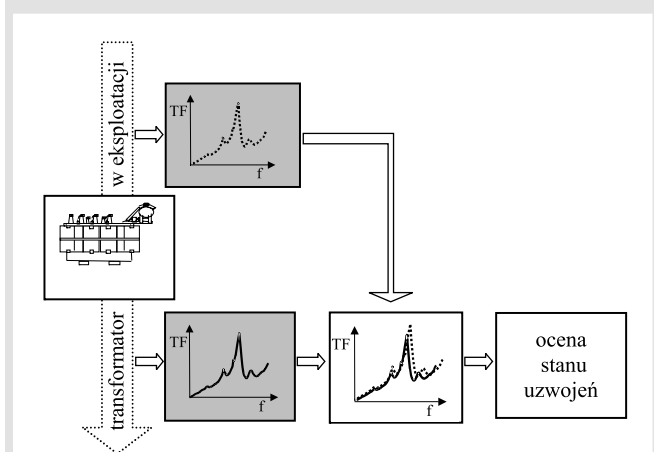 w eksploatacji
TF
f
transformator
TF
f
TF
f
ocena
stanu
uzwojeń